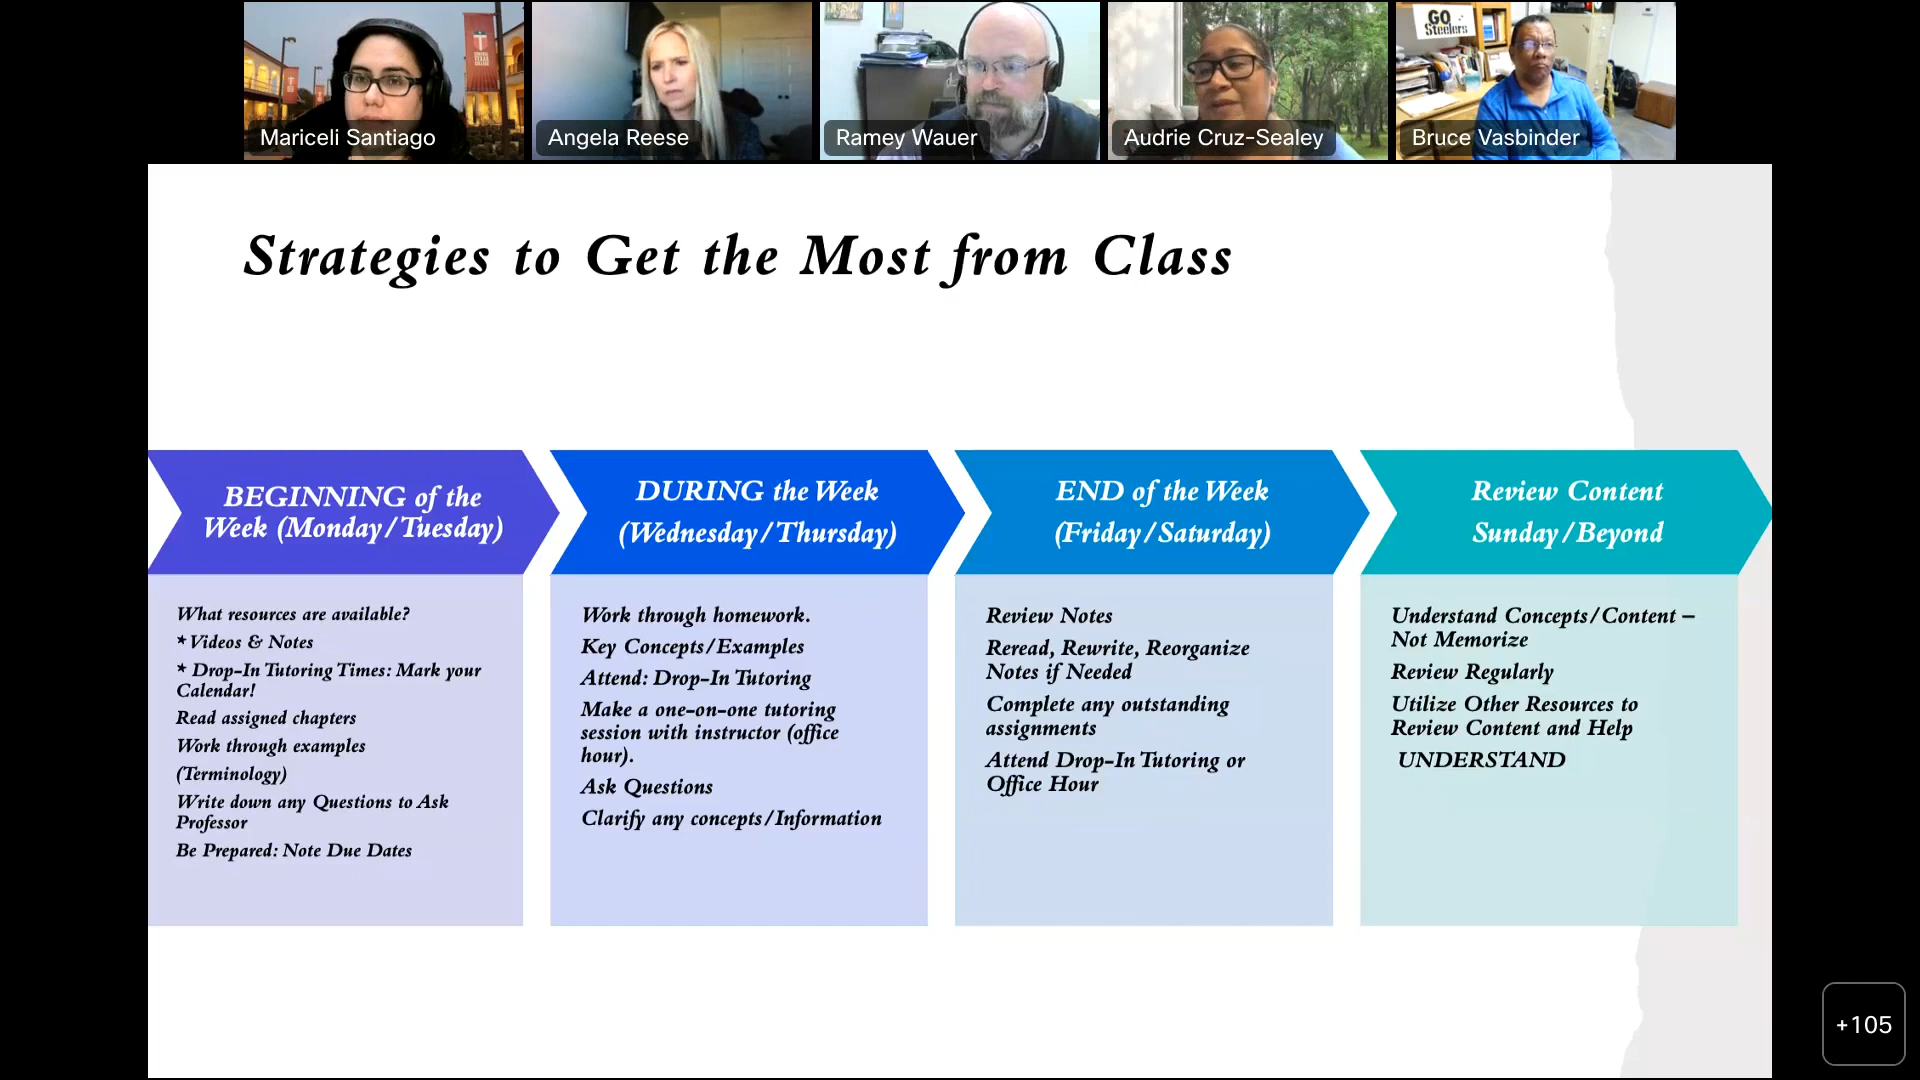 GO
Steelers
Mariceli Santiago
Angela Reese
Ramey Wauer
Audrie Cruz-Sealey
Bruce Vasbinder
Strategies to Get the Most from Class
BEGINNING of the
Week (Monday/Tuesday)
What resources are available?
* Videos & Notes
* Drop-In Tutoring Times: Mark your
Calendar!
Read assigned chapters
Work through examples
(Terminology)
Write down any Questions to Ask
Professor
Be Prepared: Note Due Dates
DURING the Week
(Wednesday/Thursday)
Work through homework.
Key Concepts/Examples
Attend: Drop-In Tutoring
Make a one-on-one tutoring
session with instructor (office
hour).
Ask Questions
Clarify any concepts/Information
END of the Week
(Friday/Saturday)
Review Notes
Reread, Rewrite, Reorganize
Notes if Needed
Complete any outstanding
assignments
Attend Drop-In Tutoring or
Office Hour
Review Content
Sunday/Beyond
Understand Concepts/Content –
Not Memorize
Review Regularly
Utilize Other Resources to
Review Content and Help
UNDERSTAND
+105